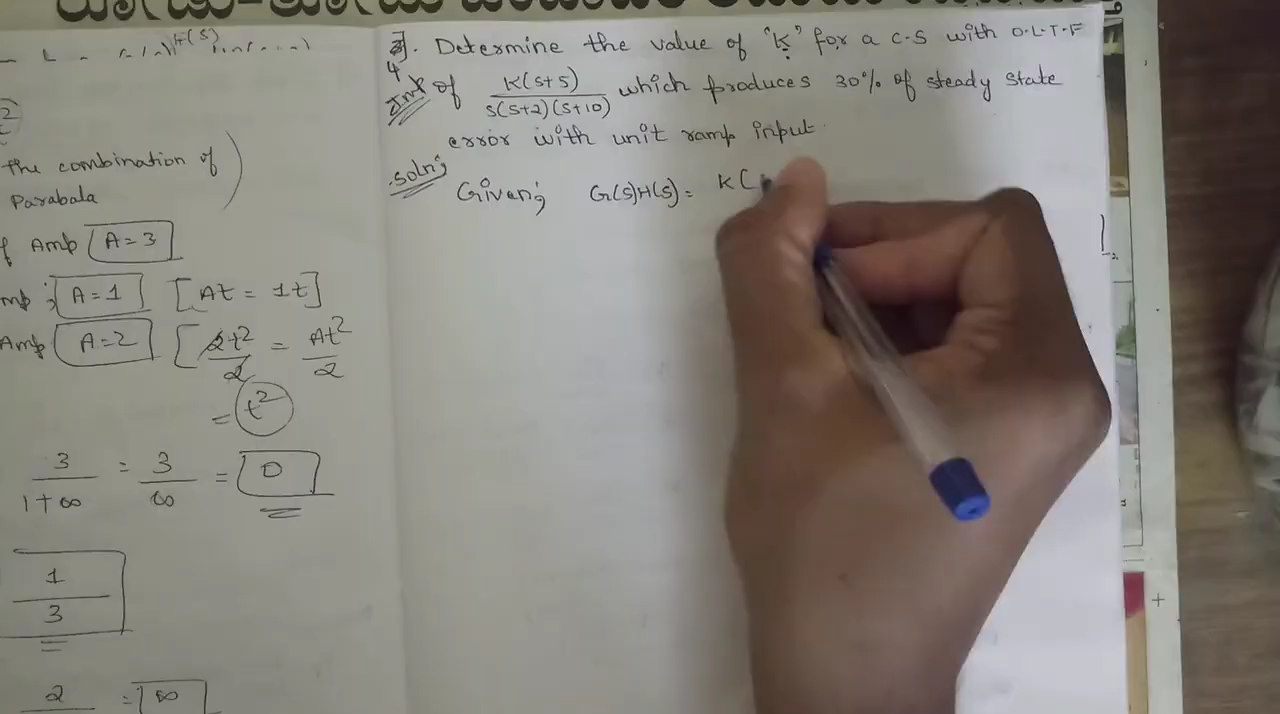 the combination of
Parabala
f Amp A = 3
mp ; A = 1 [At = 1t]
Amp A = 2 [2t²/2 = At²/2
= t²
3/(1+∞) = 3/∞ = 0
1/3
2 = ∞
4. Determine the value of "K" for a C.S with O.L.T.F
Imp of K(s+5)/s(s+2)(s+10) which produces 30% of steady state
error with unit ramp input.
Soln;
Given; G(s)H(s) = K(